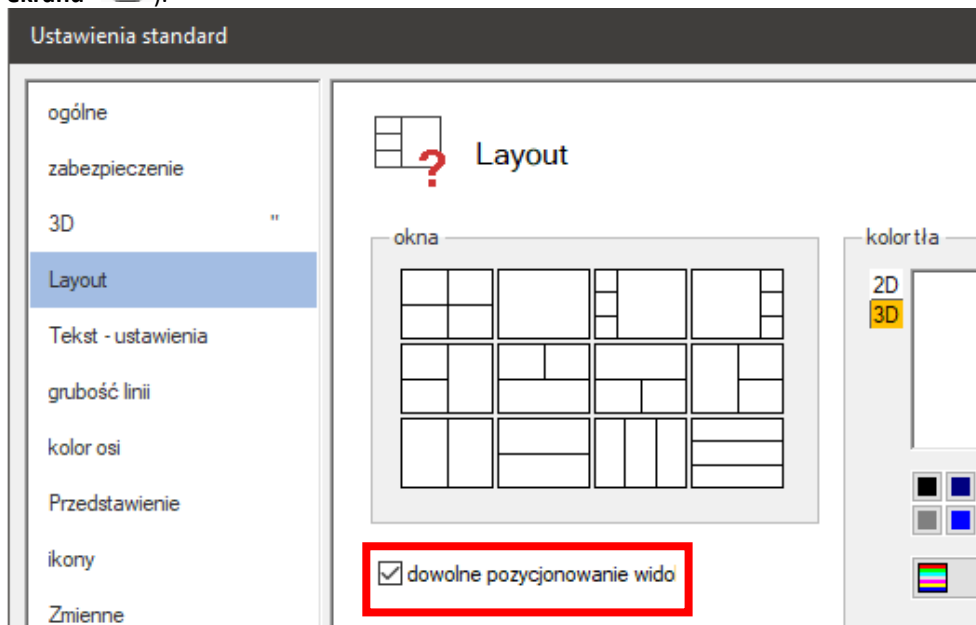 Ustawienia standard
ogólne
zabezpieczenie
3D "
Layout
Tekst - ustawienia
grubość linii
kolor osi
Przedstawienie
ikony
Zmienne
Layout
okna
dowolne pozycjonowanie
kolor tła
2D
3D